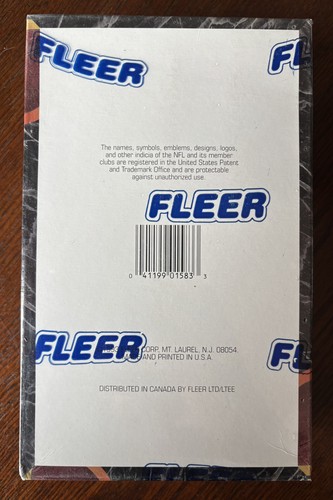 FLEER
FL
The names, symbols, emblems, designs, logos,
and other indicia of the NFL and its member
clubs are registered in the United States Patent
and Trademark Office and are protectable
against unauthorized use.
FLEER
0 41199 01583 3
FLEER
CORP, MT. LAUREL, N.J. 08054
AND PRINTED IN U.S.A.
FL
DISTRIBUTED IN CANADA BY FLEER LTD/LTEE